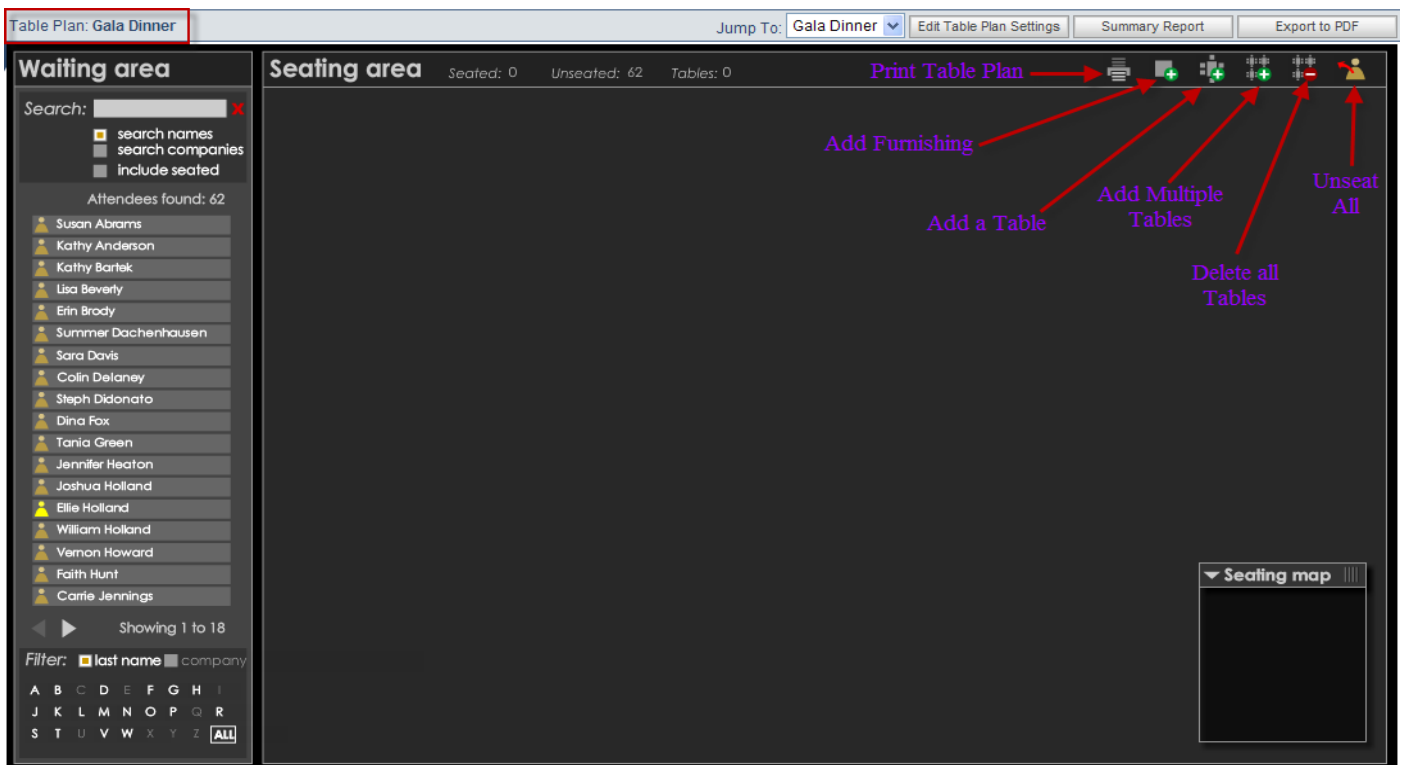 Table Plan: Gala Dinner
Jump To: Gala Dinner Edit Table Plan Settings Summary Report Export to PDF
Waiting area
Search:
search names
search companies
include seated
Attendees found: 62
Susan Abrams
Kathy Anderson
Kathy Bartek
Lisa Beverly
Erin Brody
Summer Dachenhausen
Sara Davis
Colin Delaney
Steph Didonato
Dina Fox
Tania Green
Jennifer Heaton
Joshua Holland
Ellie Holland
William Holland
Vernon Howard
Faith Hunt
Carrie Jennings
Showing 1 to 18
Filter: last name company
A B C D E F G H I
J K L M N O P Q R
S T U V W X Y Z ALL
Seating area Seated: 0 Unseated: 62 Tables: 0
Print Table Plan
Add Furnishing
Add a Table
Add Multiple
Tables
Delete all
Tables
Unseat
All
Seating map